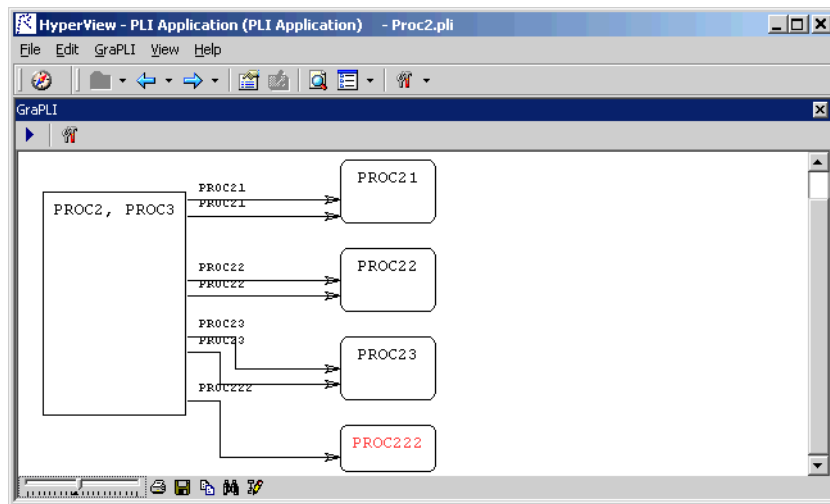 HyperView - PLI Application (PLI Application) - Proc2.pli
File Edit GraPLI View Help
GraPLI
PROC2, PROC3
PROC21
PROC21
PROC21
PROC22
PROC22
PROC22
PROC23
PROC23
PROC23
PROC222
PROC222